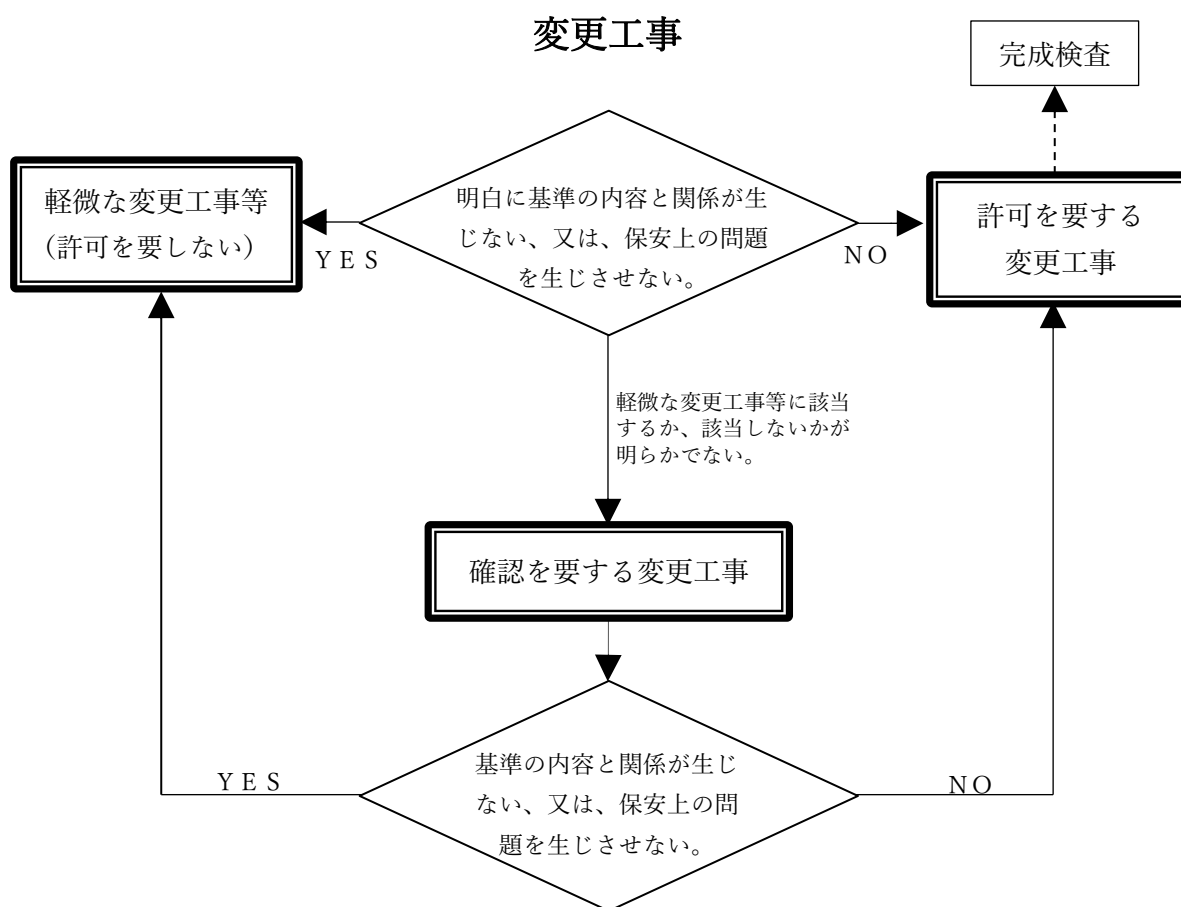 変更工事
完成検査
明白に基準の内容と関係が生
じない、又は、保安上の問題
を生じさせない。
軽微な変更工事等
(許可を要しない)
YES
NO
許可を要する
変更工事
軽微な変更工事等に該当
するか、該当しないかが
明らかでない。
確認を要する変更工事
基準の内容と関係が生じ
ない、又は、保安上の問
題を生じさせない。
YES
NO